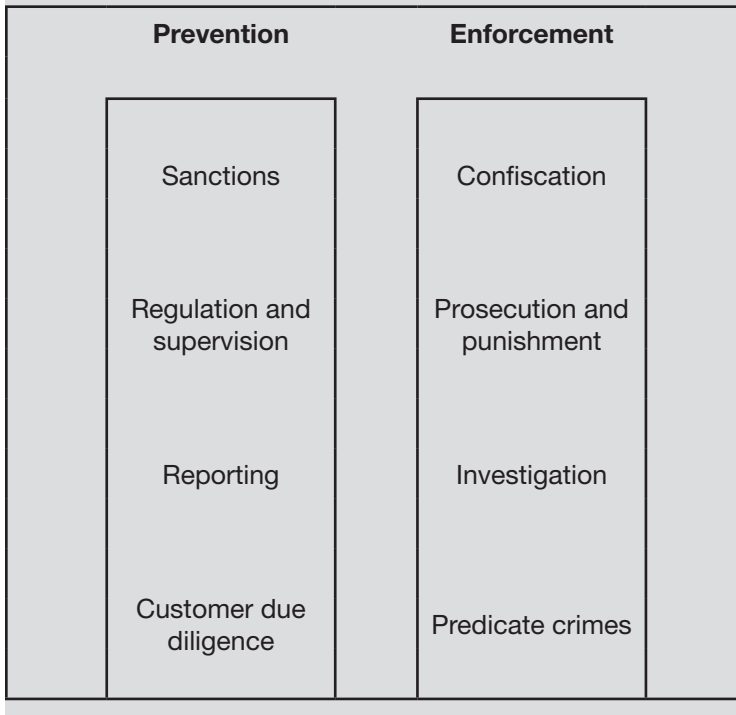 Prevention
Sanctions
Regulation and
supervision
Reporting
Customer due
diligence
Enforcement
Confiscation
Prosecution and
punishment
Investigation
Predicate crimes